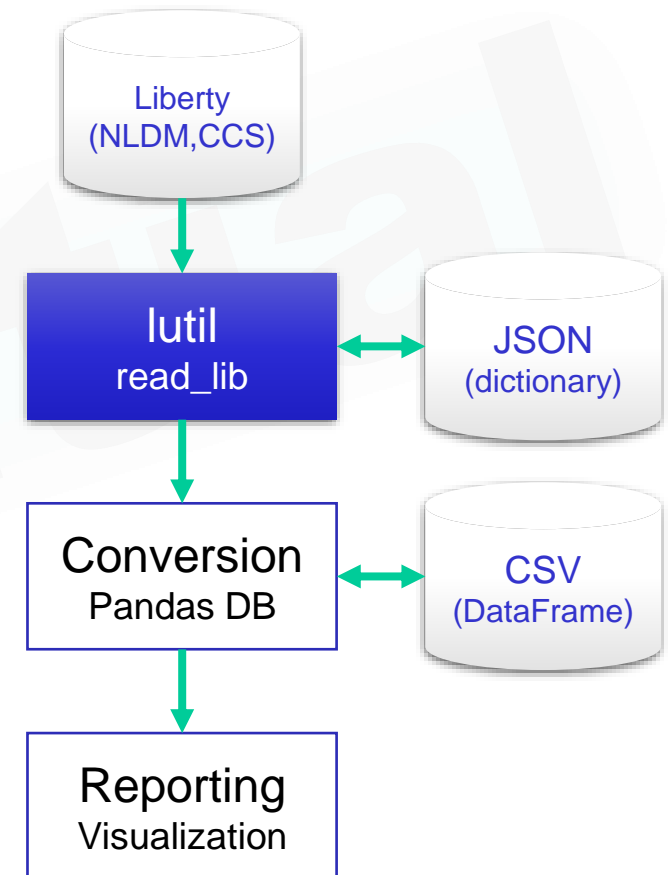 Liberty
(NLDM,CCS)
lutil
read_lib
JSON
(dictionary)
Conversion
Pandas DB
CSV
(DataFrame)
Reporting
Visualization